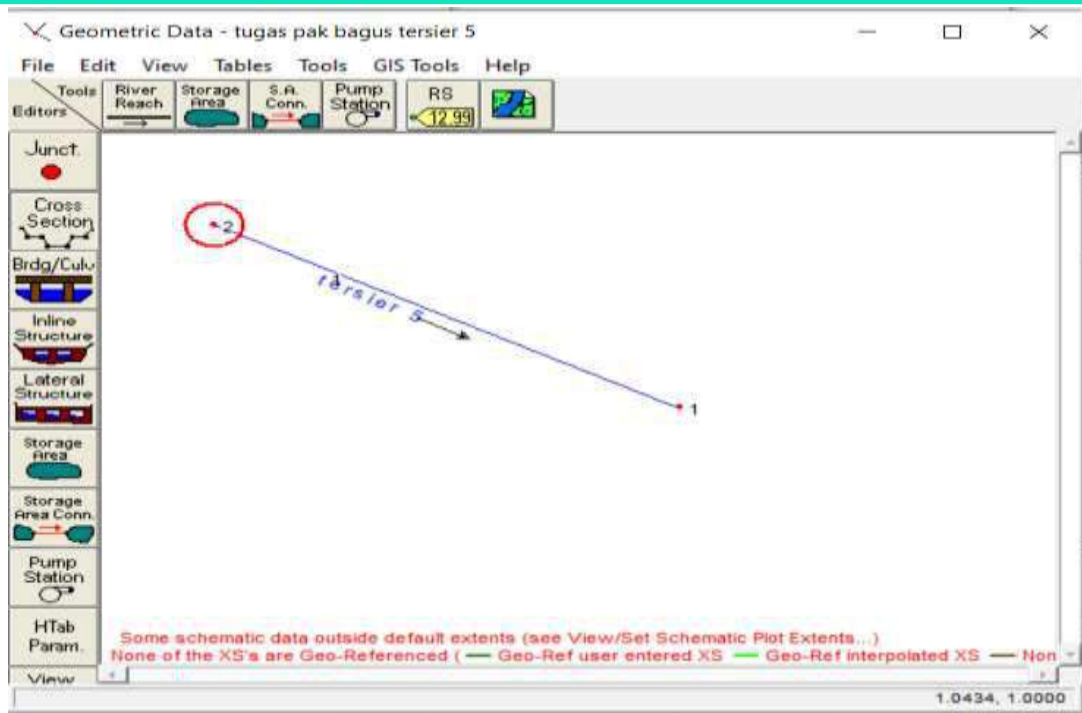 Geometric Data - tugas pak bagus tersier 5
File Edit View Tables Tools GIS Tools Help
Tools
Editors
River Reach
Storage Area
S.A. Conn.
Pump Station
RS
12.99
Junct.
Cross Section
Brdg/Culv
Inline Structure
Lateral Structure
Storage Area
Storage Area Conn.
Pump Station
HTab Param.
View
2
tersier 5
1
Some schematic data outside default extents (see View/Set Schematic Plot Extents...)
None of the XS's are Geo-Referenced ( Geo-Ref user entered XS Geo-Ref interpolated XS Non
1.0434, 1.0000